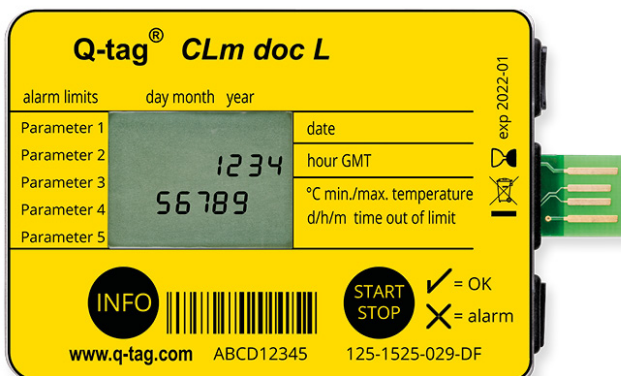 Q-tag® CLm doc L
alarm limits day month year
Parameter 1
Parameter 2
Parameter 3
Parameter 4
Parameter 5
1234
56789
date
hour GMT
°C min./max. temperature
d/h/m time out of limit
exp 2022-01
INFO
START
STOP
= OK
= alarm
www.q-tag.com ABCD12345 125-1525-029-DF